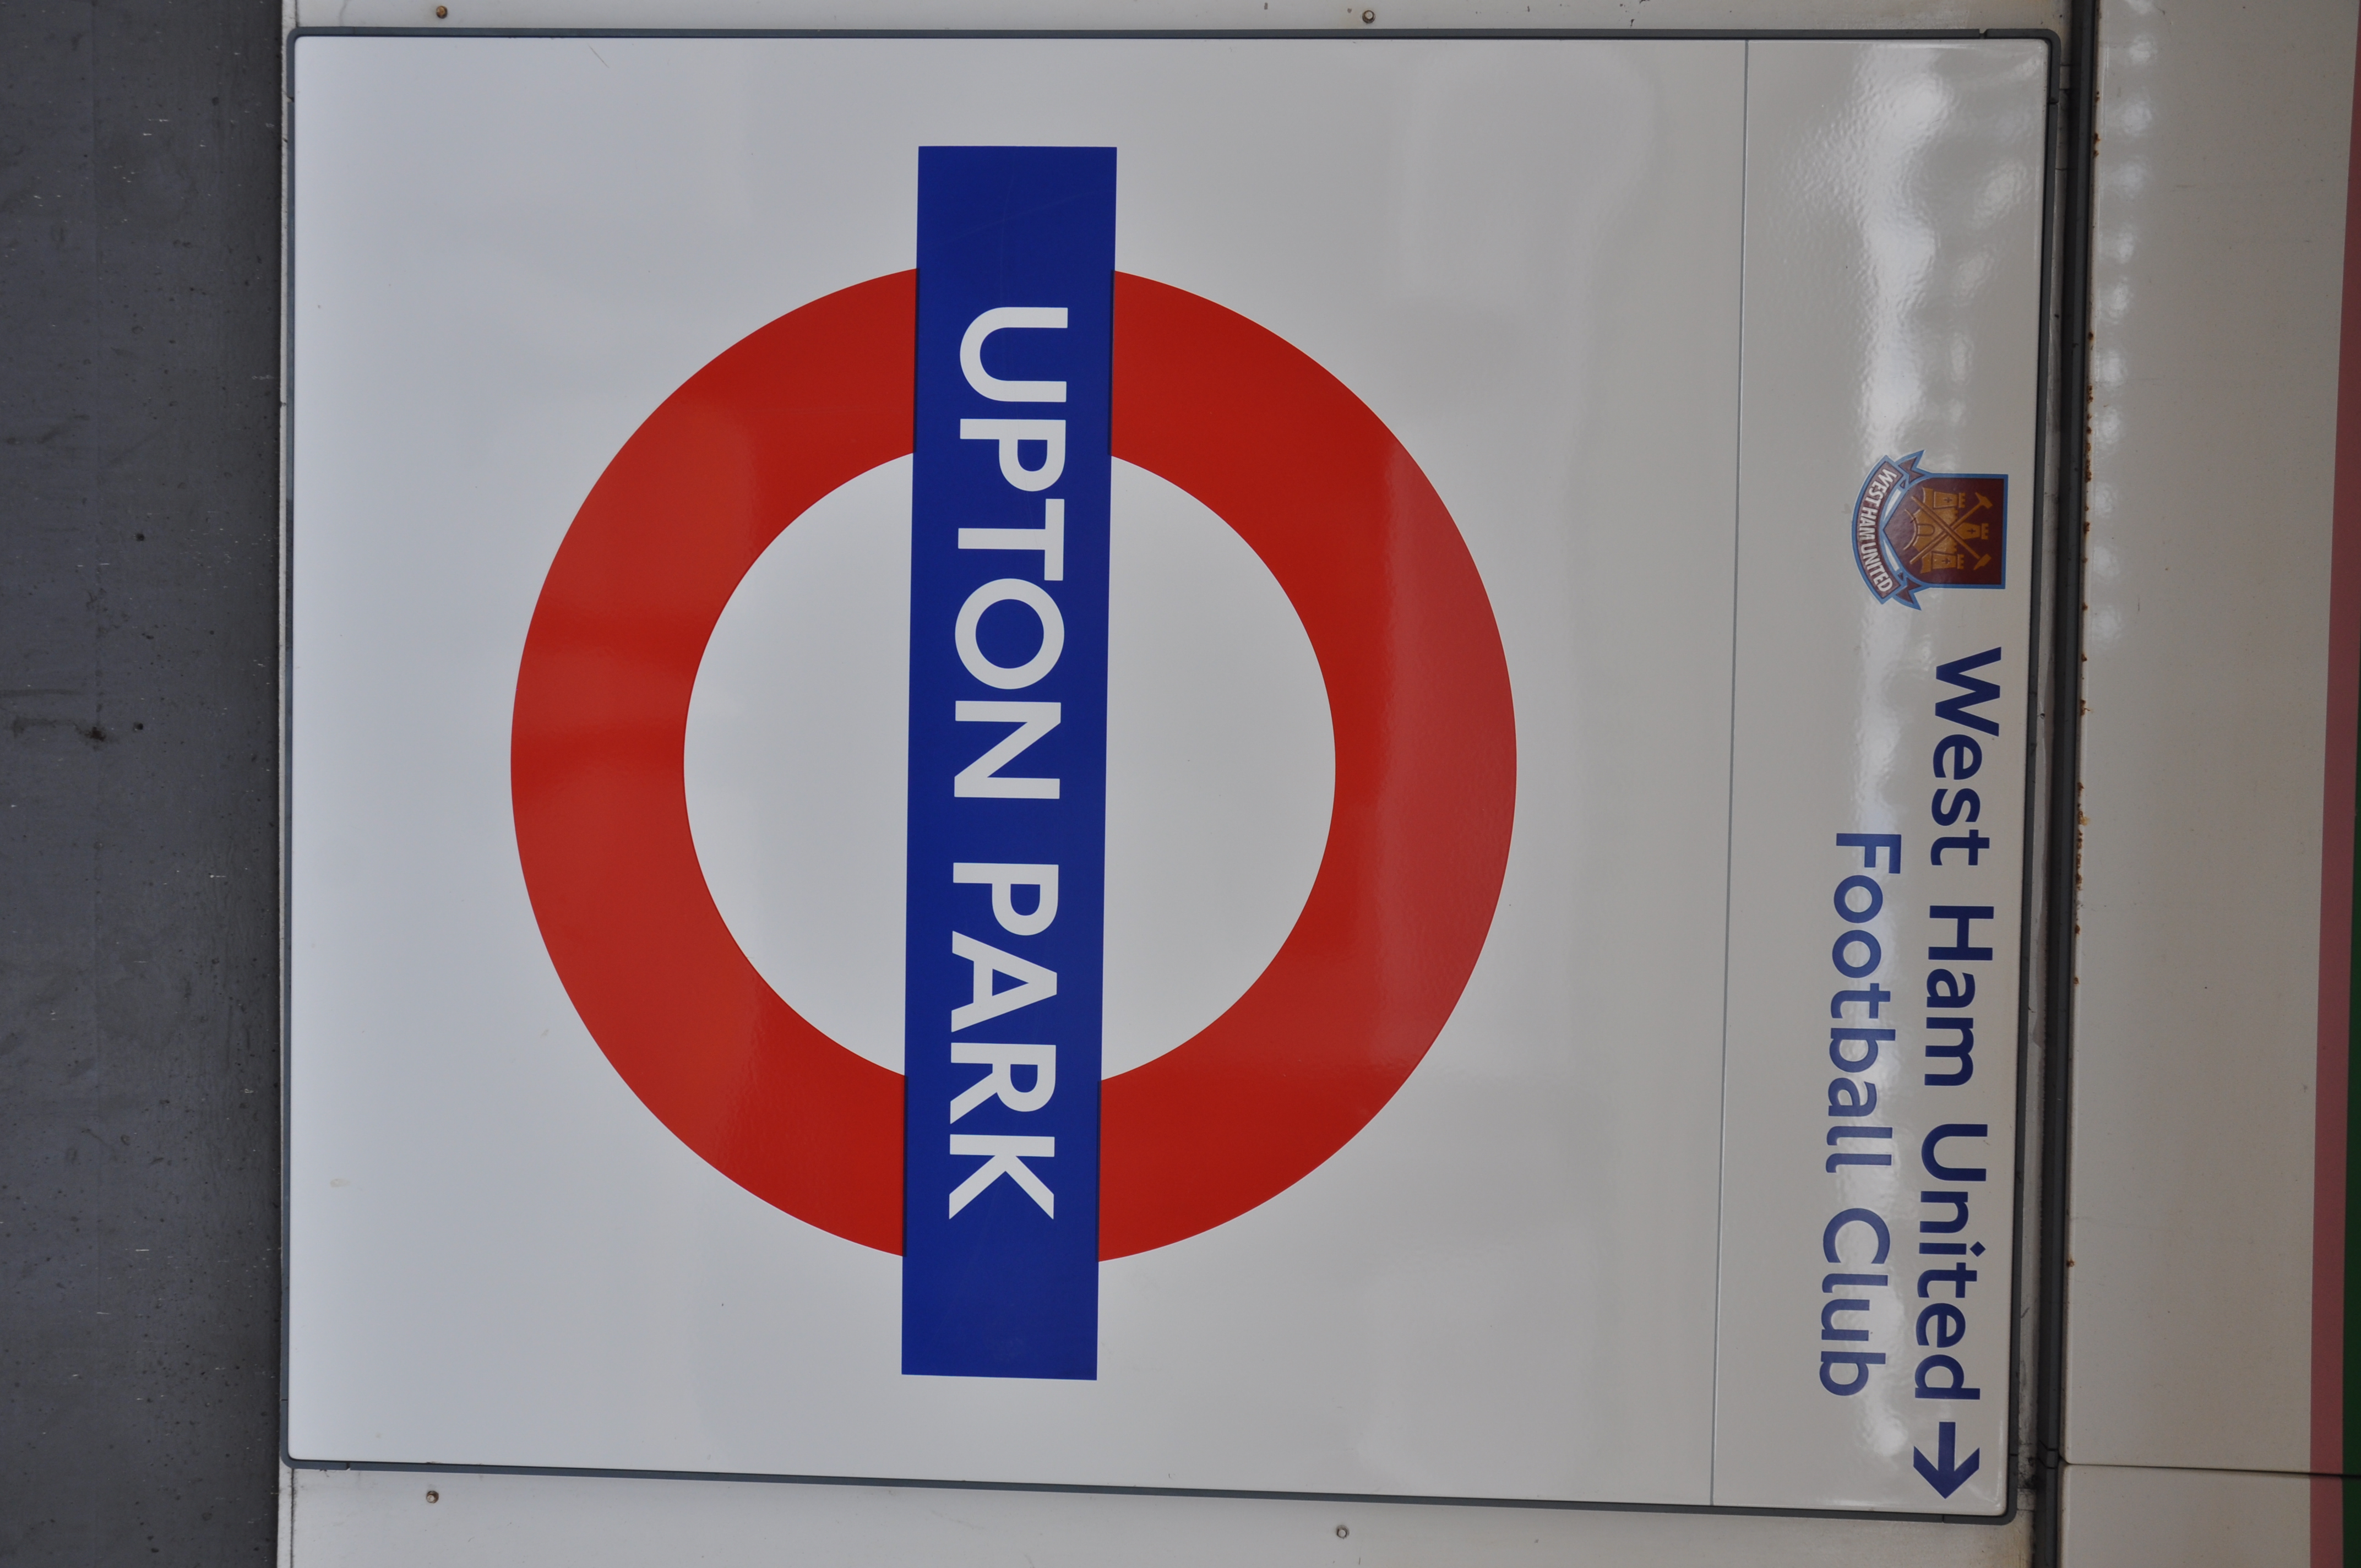 West Ham United →
Football Club
WEST HAM UNITED
UPTON PARK